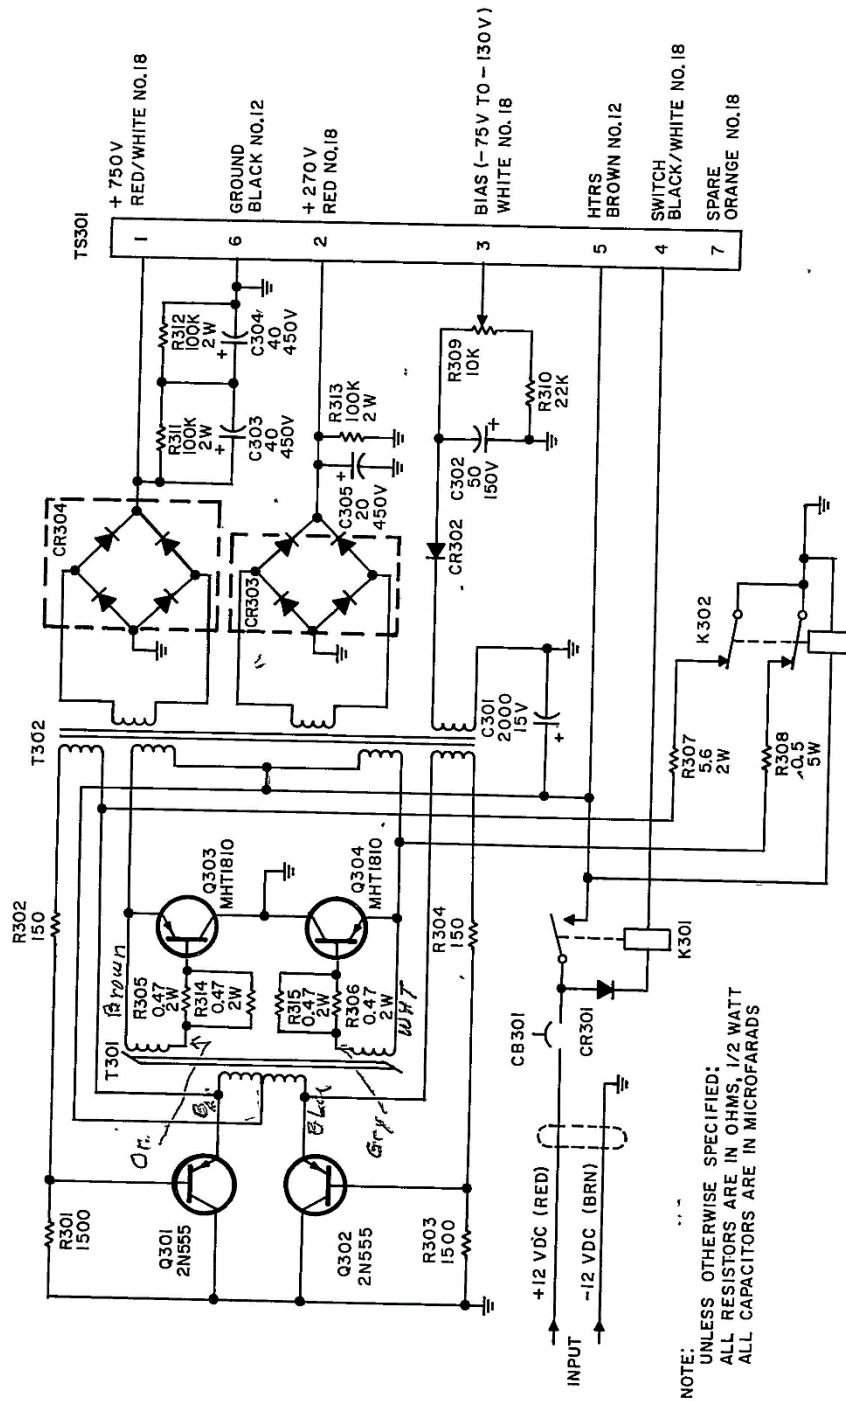 TS301
1
+750V
RED/WHITE NO.18
6
GROUND
BLACK NO.12
2
+270V
RED NO.18
3
BIAS (-75V TO -130V)
WHITE NO. 18
5
HTRS
BROWN NO.12
4
SWITCH
BLACK/WHITE NO.18
7
SPARE
ORANGE NO.18
R312
100K
2W
+
C304
40
450V
R311
100K
2W
+
C303
40
450V
R313
100K
2W
+
C305
20
450V
R309
10K
R310
22K
+
C302
50
150V
CR302
CR304
CR303
T302
C301
2000
15V
+
R302
150
Q303
MHT1810
Q304
MHT1810
R304
150
Brown
R305
0.47
2W
R314
0.47
2W
R315
0.47
2W
R306
0.47
2W
WHT
T301
Or.
Black
Gray
R301
1500
Q301
2N555
Q302
2N555
R303
1500
K302
R307
5.6
2W
R308
0.5
5W
K301
CB301
CR301
+12 VDC (RED)
-12 VDC (BRN)
INPUT
NOTE:
UNLESS OTHERWISE SPECIFIED:
ALL RESISTORS ARE IN OHMS, 1/2 WATT
ALL CAPACITORS ARE IN MICROFARADS